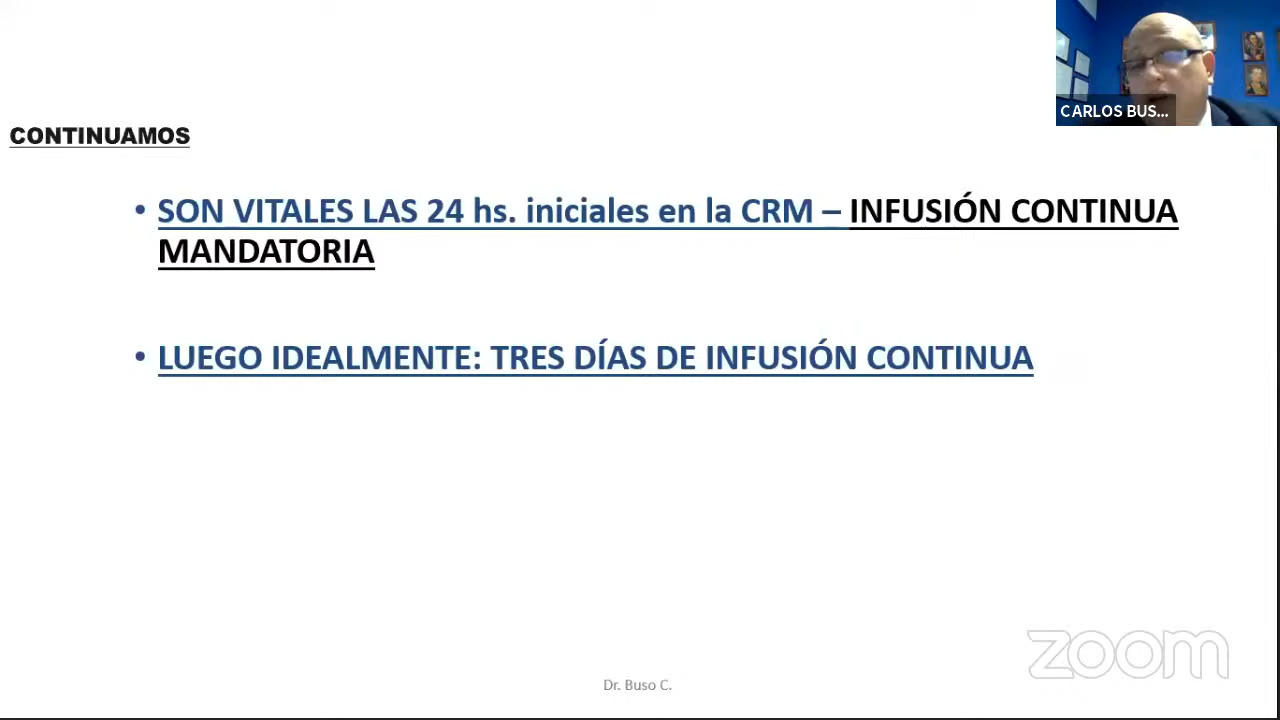 CARLOS BUS...
CONTINUAMOS
• SON VITALES LAS 24 hs. iniciales en la CRM – INFUSIÓN CONTINUA
MANDATORIA
• LUEGO IDEALMENTE: TRES DÍAS DE INFUSIÓN CONTINUA
zoom
Dr. Buso C.